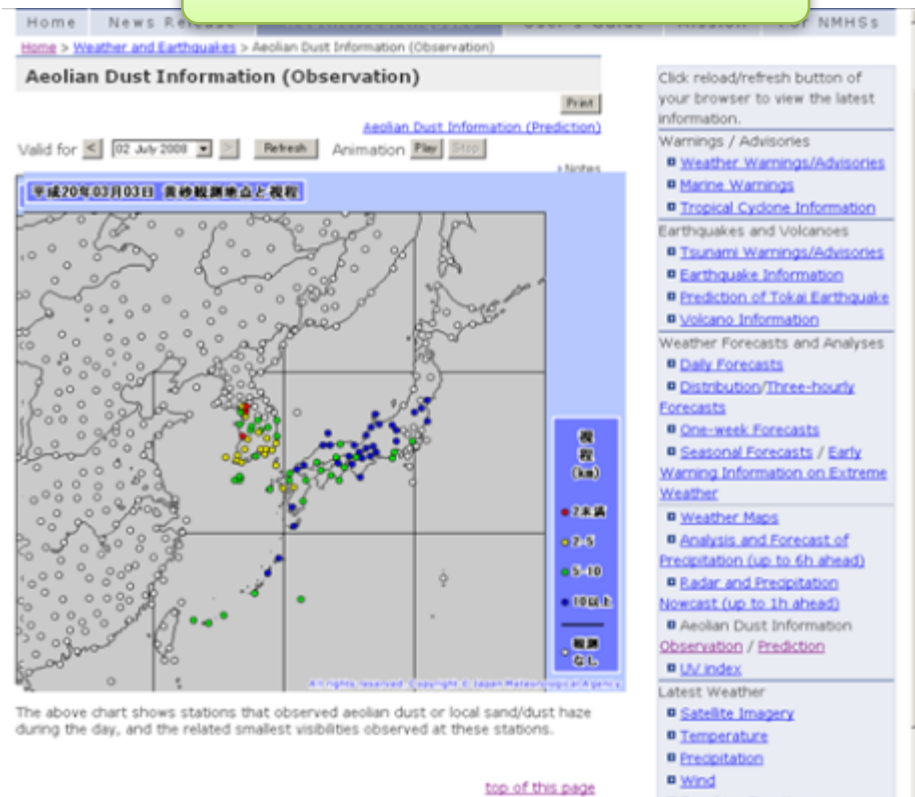 Home News Release User's Guide Mission For NMHSs
Home > Weather and Earthquakes > Aeolian Dust Information (Observation)
Aeolian Dust Information (Observation)
Print
Aeolian Dust Information (Prediction)
Valid for < 02 July 2008 > Refresh Animation Play Stop
> Notes
平成20年03月03日 黄砂観測地点と視程
視程
(km)
2未満
2-5
5-10
10以上
観測
なし
All rights reserved. Copyright © Japan Meteorological Agency
The above chart shows stations that observed aeolian dust or local sand/dust haze
during the day, and the related smallest visibilities observed at these stations.
top of this page
Click reload/refresh button of
your browser to view the latest
information.
Warnings / Advisories
Weather Warnings/Advisories
Marine Warnings
Tropical Cyclone Information
Earthquakes and Volcanoes
Tsunami Warnings/Advisories
Earthquake Information
Prediction of Tokai Earthquake
Volcano Information
Weather Forecasts and Analyses
Daily Forecasts
Distribution/Three-hourly
Forecasts
One-week Forecasts
Seasonal Forecasts / Early
Warning Information on Extreme
Weather
Weather Maps
Analysis and Forecast of
Precipitation (up to 6h ahead)
Radar and Precipitation
Nowcast (up to 1h ahead)
Aeolian Dust Information
Observation / Prediction
UV index
Latest Weather
Satellite Imagery
Temperature
Precipitation
Wind